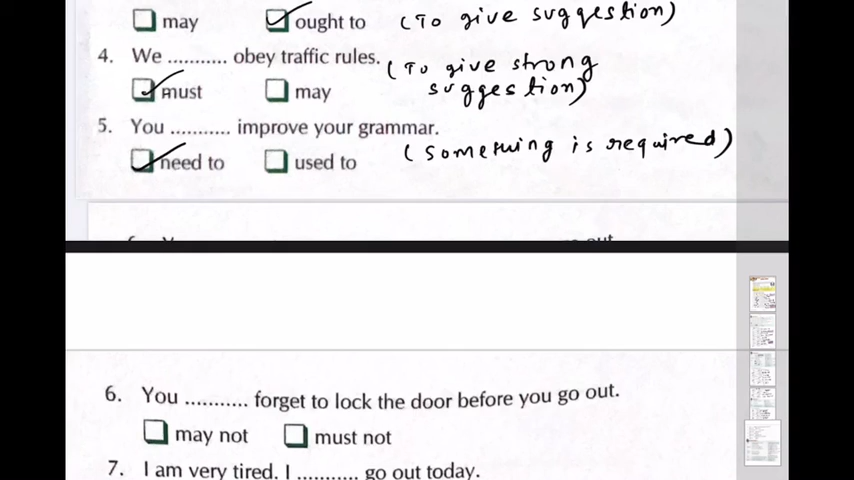 may ought to (To give suggestion)
4. We ........... obey traffic rules. (To give strong
must may suggestion)
5. You ........... improve your grammar.
need to used to (something is required)
6. You ........... forget to lock the door before you go out.
may not must not
7. I am very tired. I ........... go out today.